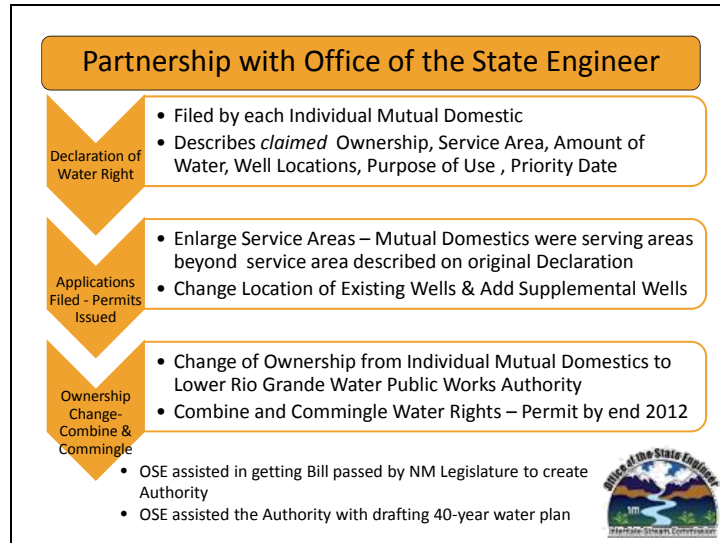 Partnership with Office of the State Engineer
Declaration of
Water Right
• Filed by each Individual Mutual Domestic
• Describes claimed Ownership, Service Area, Amount of
Water, Well Locations, Purpose of Use , Priority Date
Applications
Filed - Permits
Issued
• Enlarge Service Areas – Mutual Domestics were serving areas
beyond service area described on original Declaration
• Change Location of Existing Wells & Add Supplemental Wells
Ownership
Change-
Combine &
Commingle
• Change of Ownership from Individual Mutual Domestics to
Lower Rio Grande Water Public Works Authority
• Combine and Commingle Water Rights – Permit by end 2012
• OSE assisted in getting Bill passed by NM Legislature to create
Authority
• OSE assisted the Authority with drafting 40-year water plan
Office of the State Engineer
Interstate Stream Commission